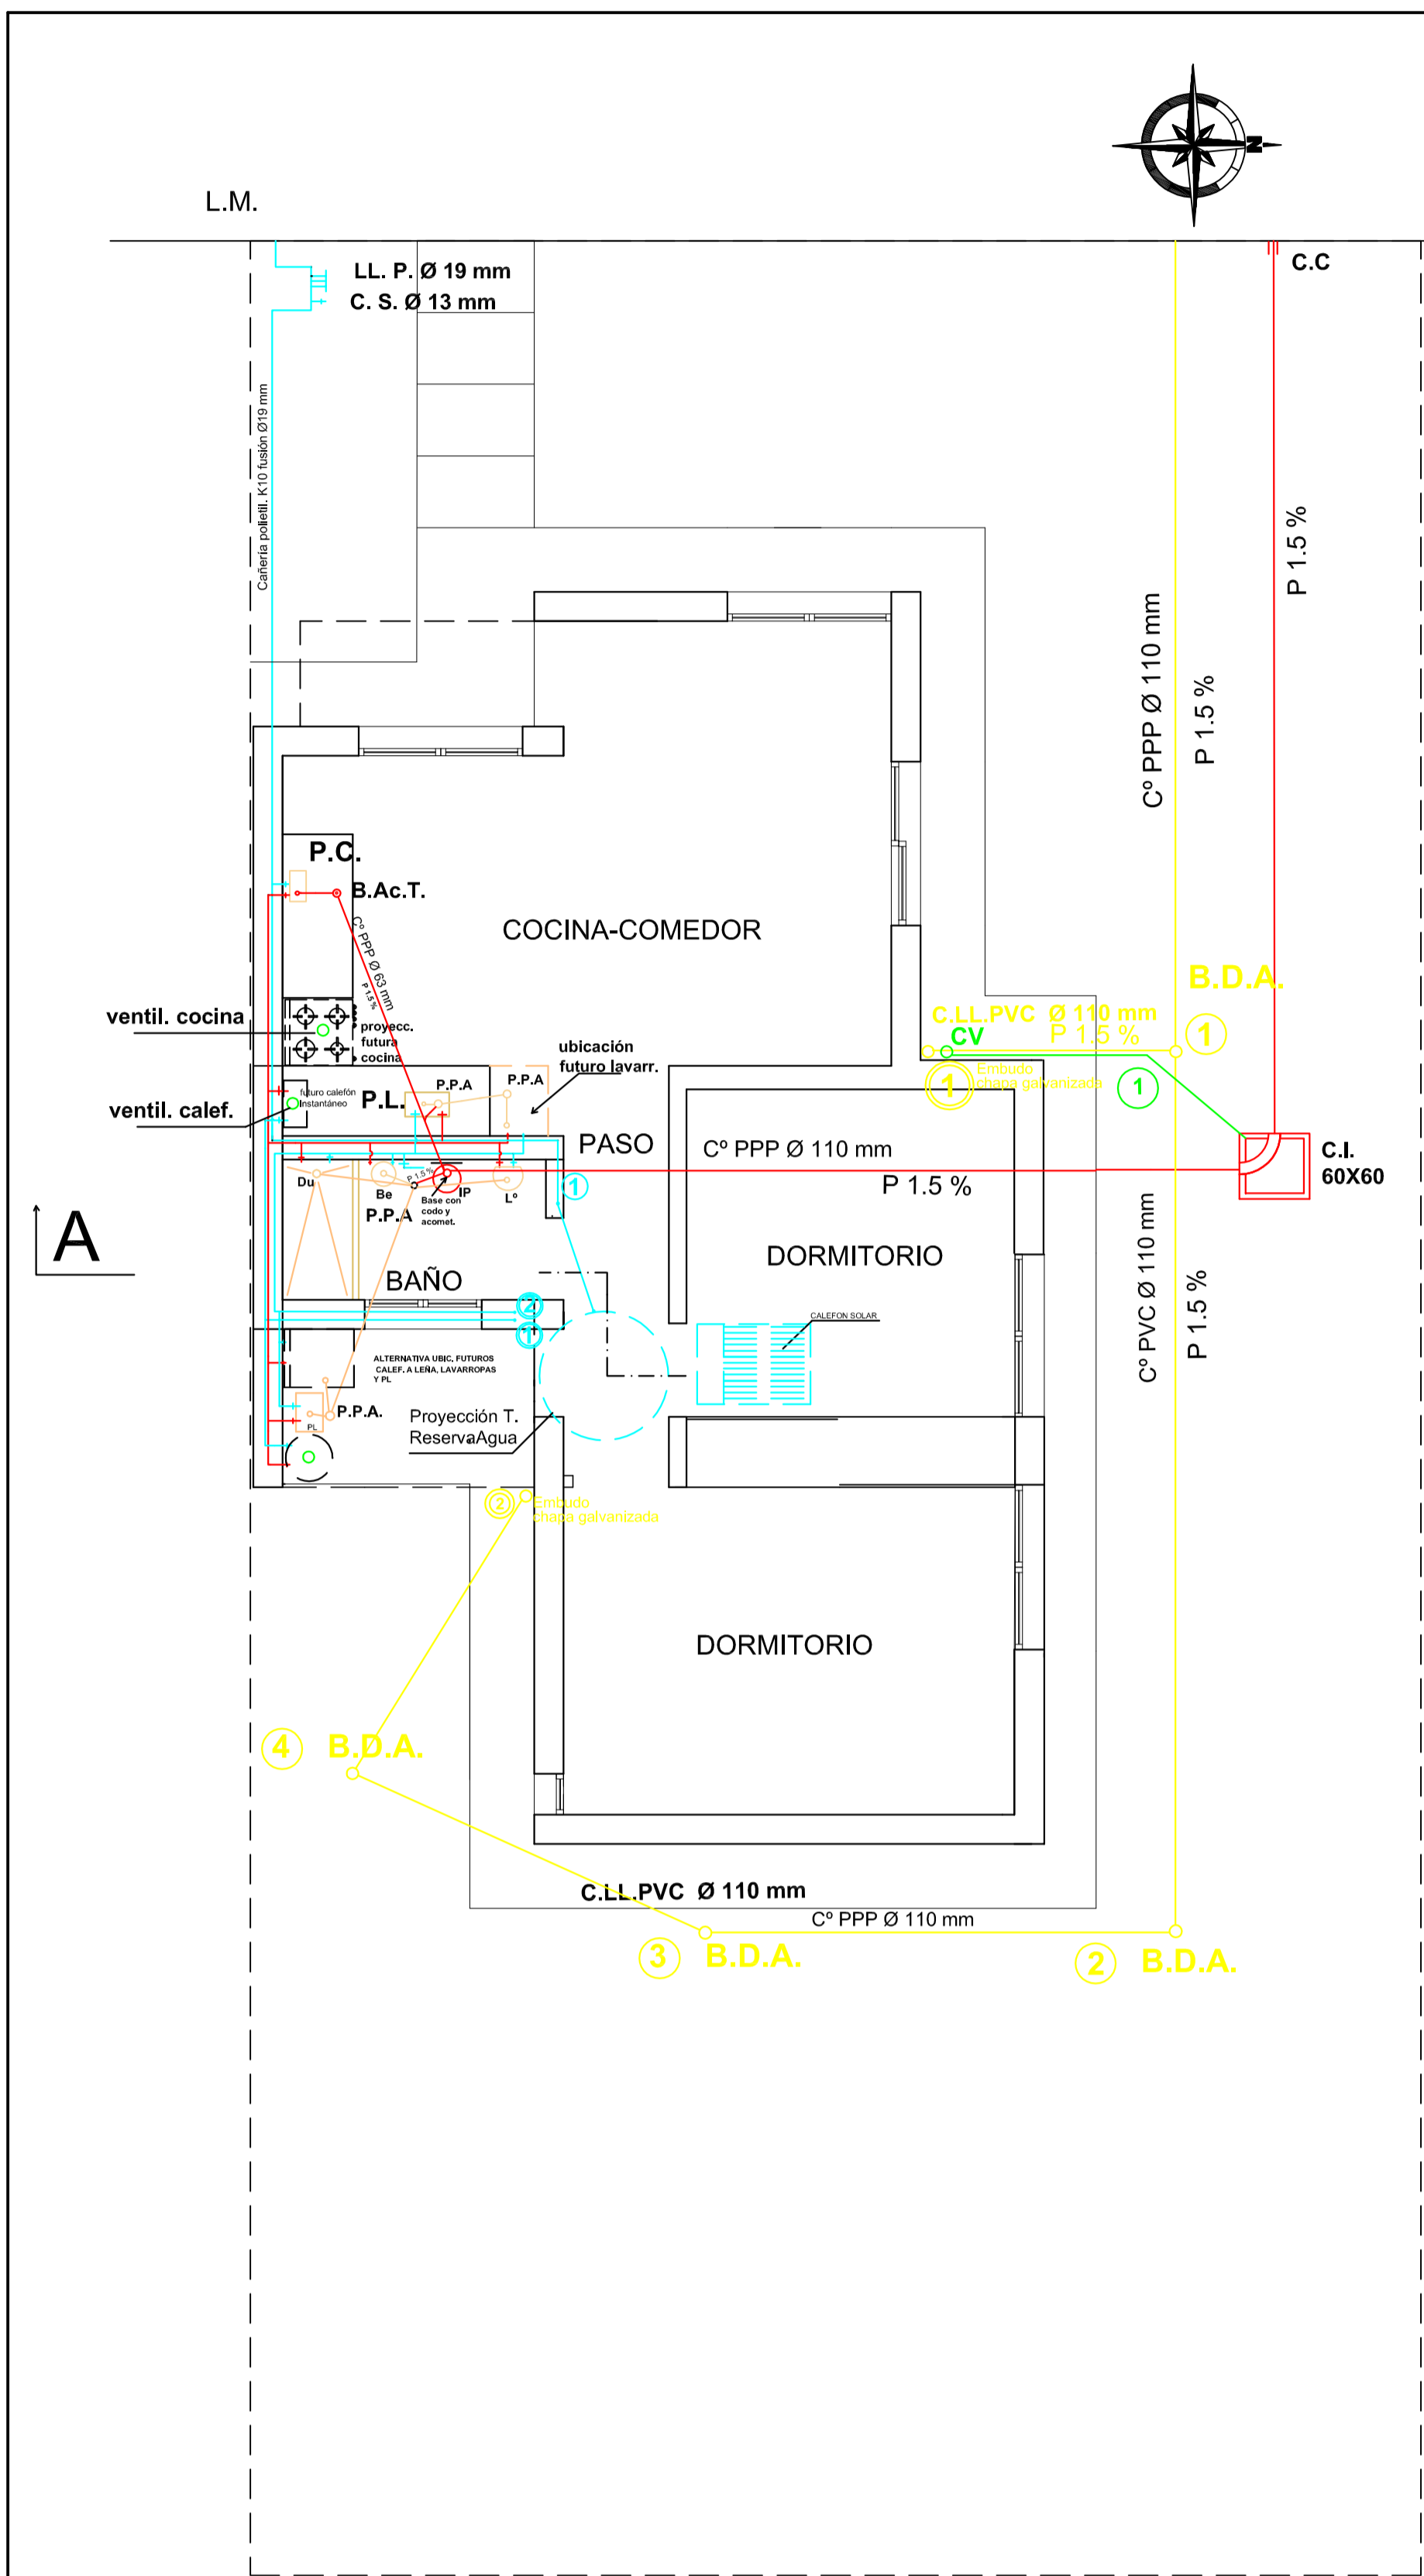 N
L.M.
LL. P. Ø 19 mm
C. S. Ø 13 mm
C.C
Cañería polietil. K10 fusión Ø19 mm
P 1.5 %
Cº PPP Ø 110 mm
P 1.5 %
P.C.
B.Ac.T.
Cº PPP Ø 63 mm
P 1.5 %
COCINA-COMEDOR
B.D.A.
1
C.LL.PVC Ø 110 mm
P 1.5 %
CV
1
Embudo
chapa galvanizada
1
ventil. cocina
proyecc.
futura
cocina
ubicación
futuro lavarr.
ventil. calef.
futuro calefón
Instantáneo
P.L.
P.P.A
P.P.A
PASO
Cº PPP Ø 110 mm
P 1.5 %
C.I.
60X60
Du
Be
P 1.5 %
IP
Lº
1
Base con
codo y
acomet.
P.P.A
A
BAÑO
DORMITORIO
Cº PVC Ø 110 mm
P 1.5 %
2
1
CALEFON SOLAR
ALTERNATIVA UBIC, FUTUROS
CALEF. A LEÑA, LAVARROPAS
Y PL
P.P.A.
PL
Proyección T.
ReservaAgua
2
Embudo
chapa galvanizada
DORMITORIO
4
B.D.A.
C.LL.PVC Ø 110 mm
Cº PPP Ø 110 mm
3
B.D.A.
2
B.D.A.